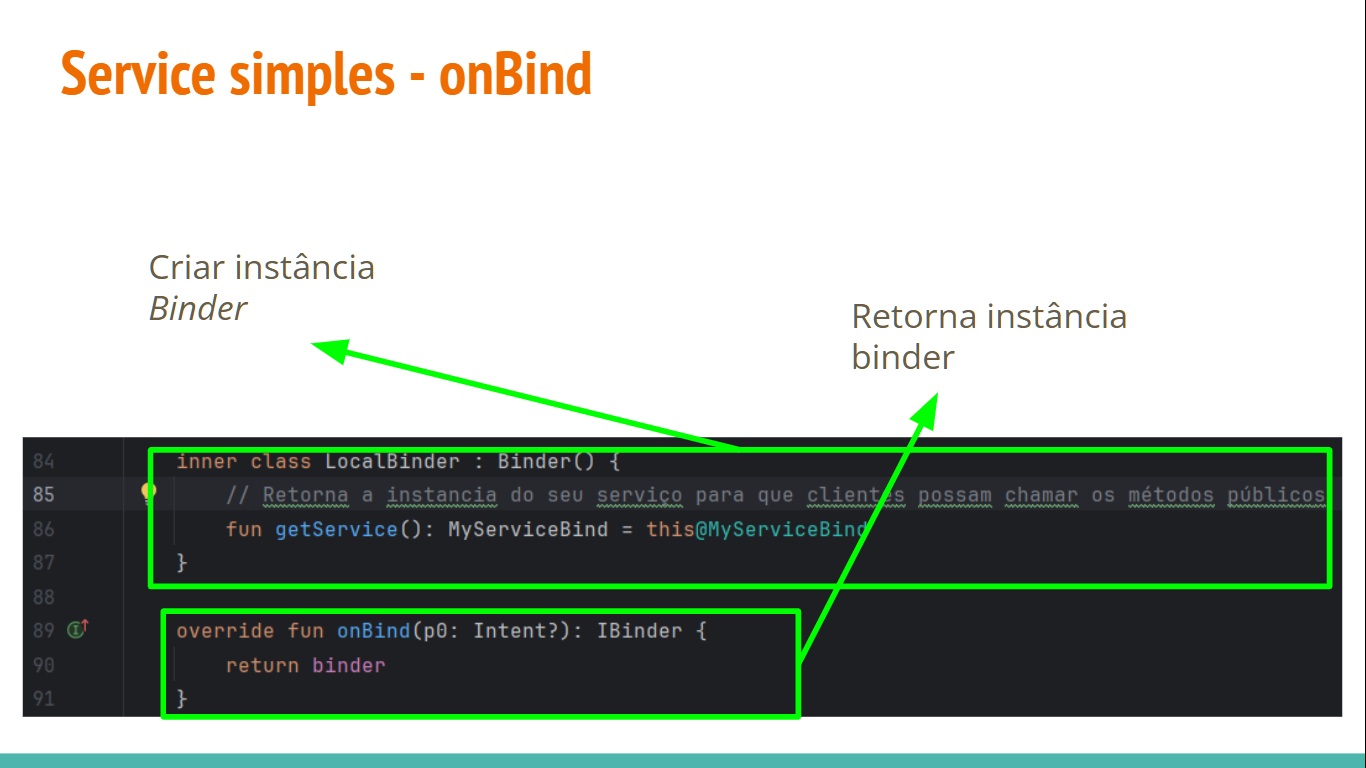 Service simples - onBind
Criar instância
Binder
Retorna instância
binder
84 inner class LocalBinder : Binder() {
85 // Retorna a instancia do seu serviço para que clientes possam chamar os métodos públicos
86 fun getService(): MyServiceBind = this@MyServiceBind
87 }
88
89 override fun onBind(p0: Intent?): IBinder {
90 return binder
91 }